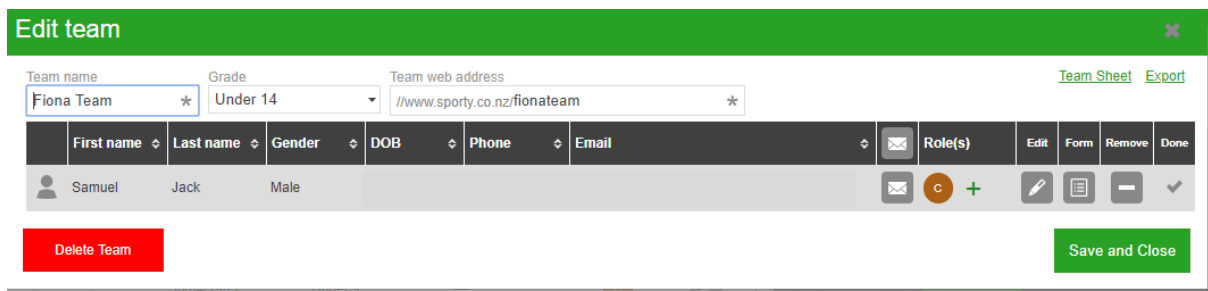 Edit team
Team name Grade Team web address Team Sheet Export
Fiona Team * Under 14 //www.sporty.co.nz/fionateam *
First name Last name Gender DOB Phone Email Role(s) Edit Form Remove Done
Samuel Jack Male C +
Delete Team Save and Close